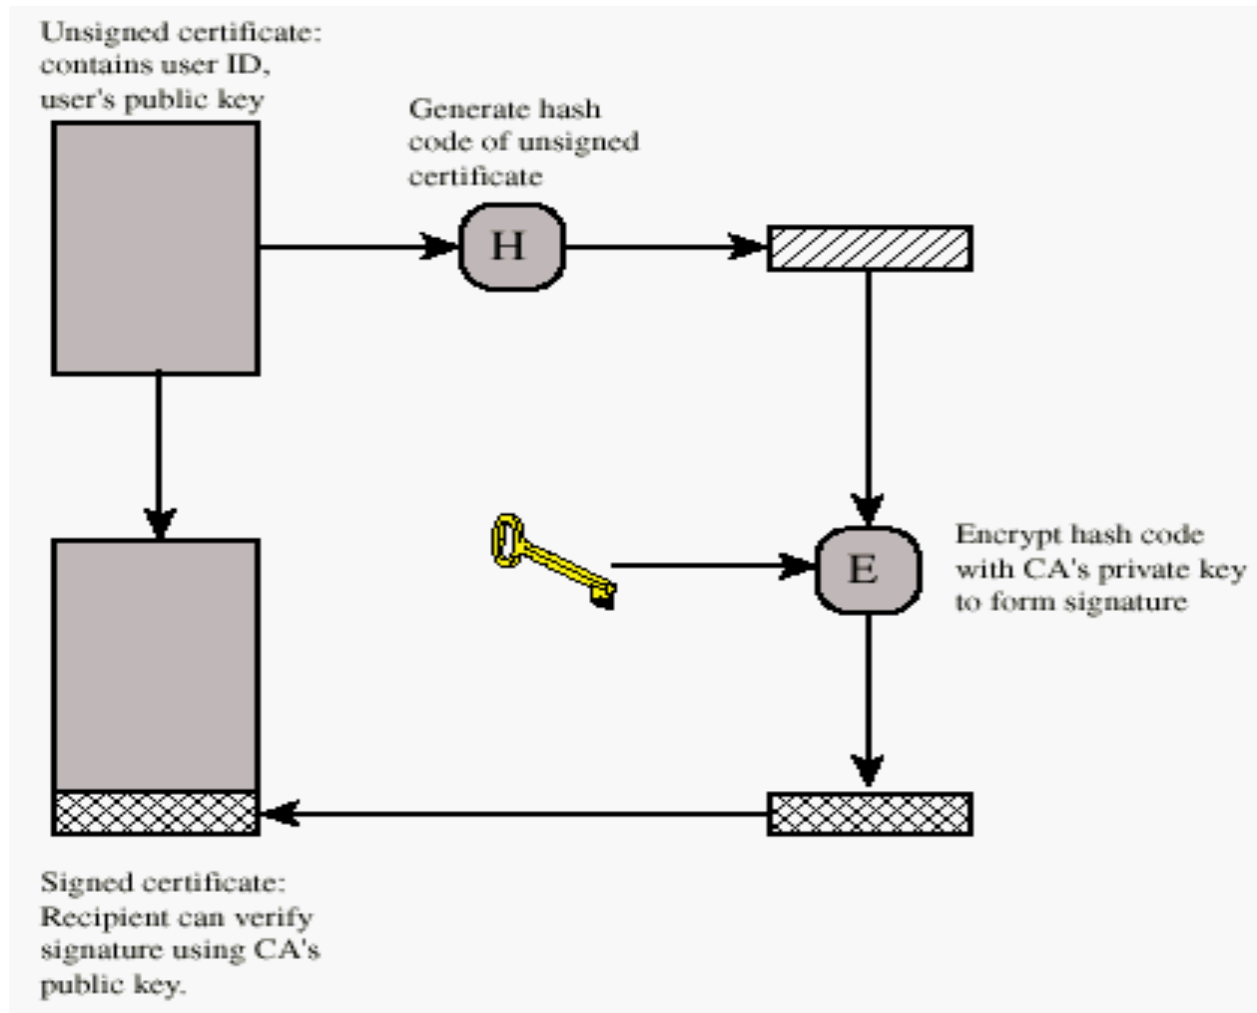 Unsigned certificate:
contains user ID,
user's public key
Generate hash
code of unsigned
certificate
H
E
Encrypt hash code
with CA's private key
to form signature
Signed certificate:
Recipient can verify
signature using CA's
public key.